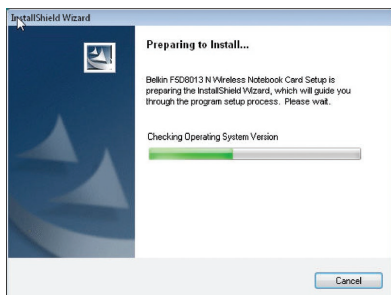 InstallShield Wizard
Preparing to Install...
Belkin F5D8013 N Wireless Notebook Card Setup is
preparing the InstallShield Wizard, which will guide you
through the program setup process. Please wait.
Checking Operating System Version
Cancel